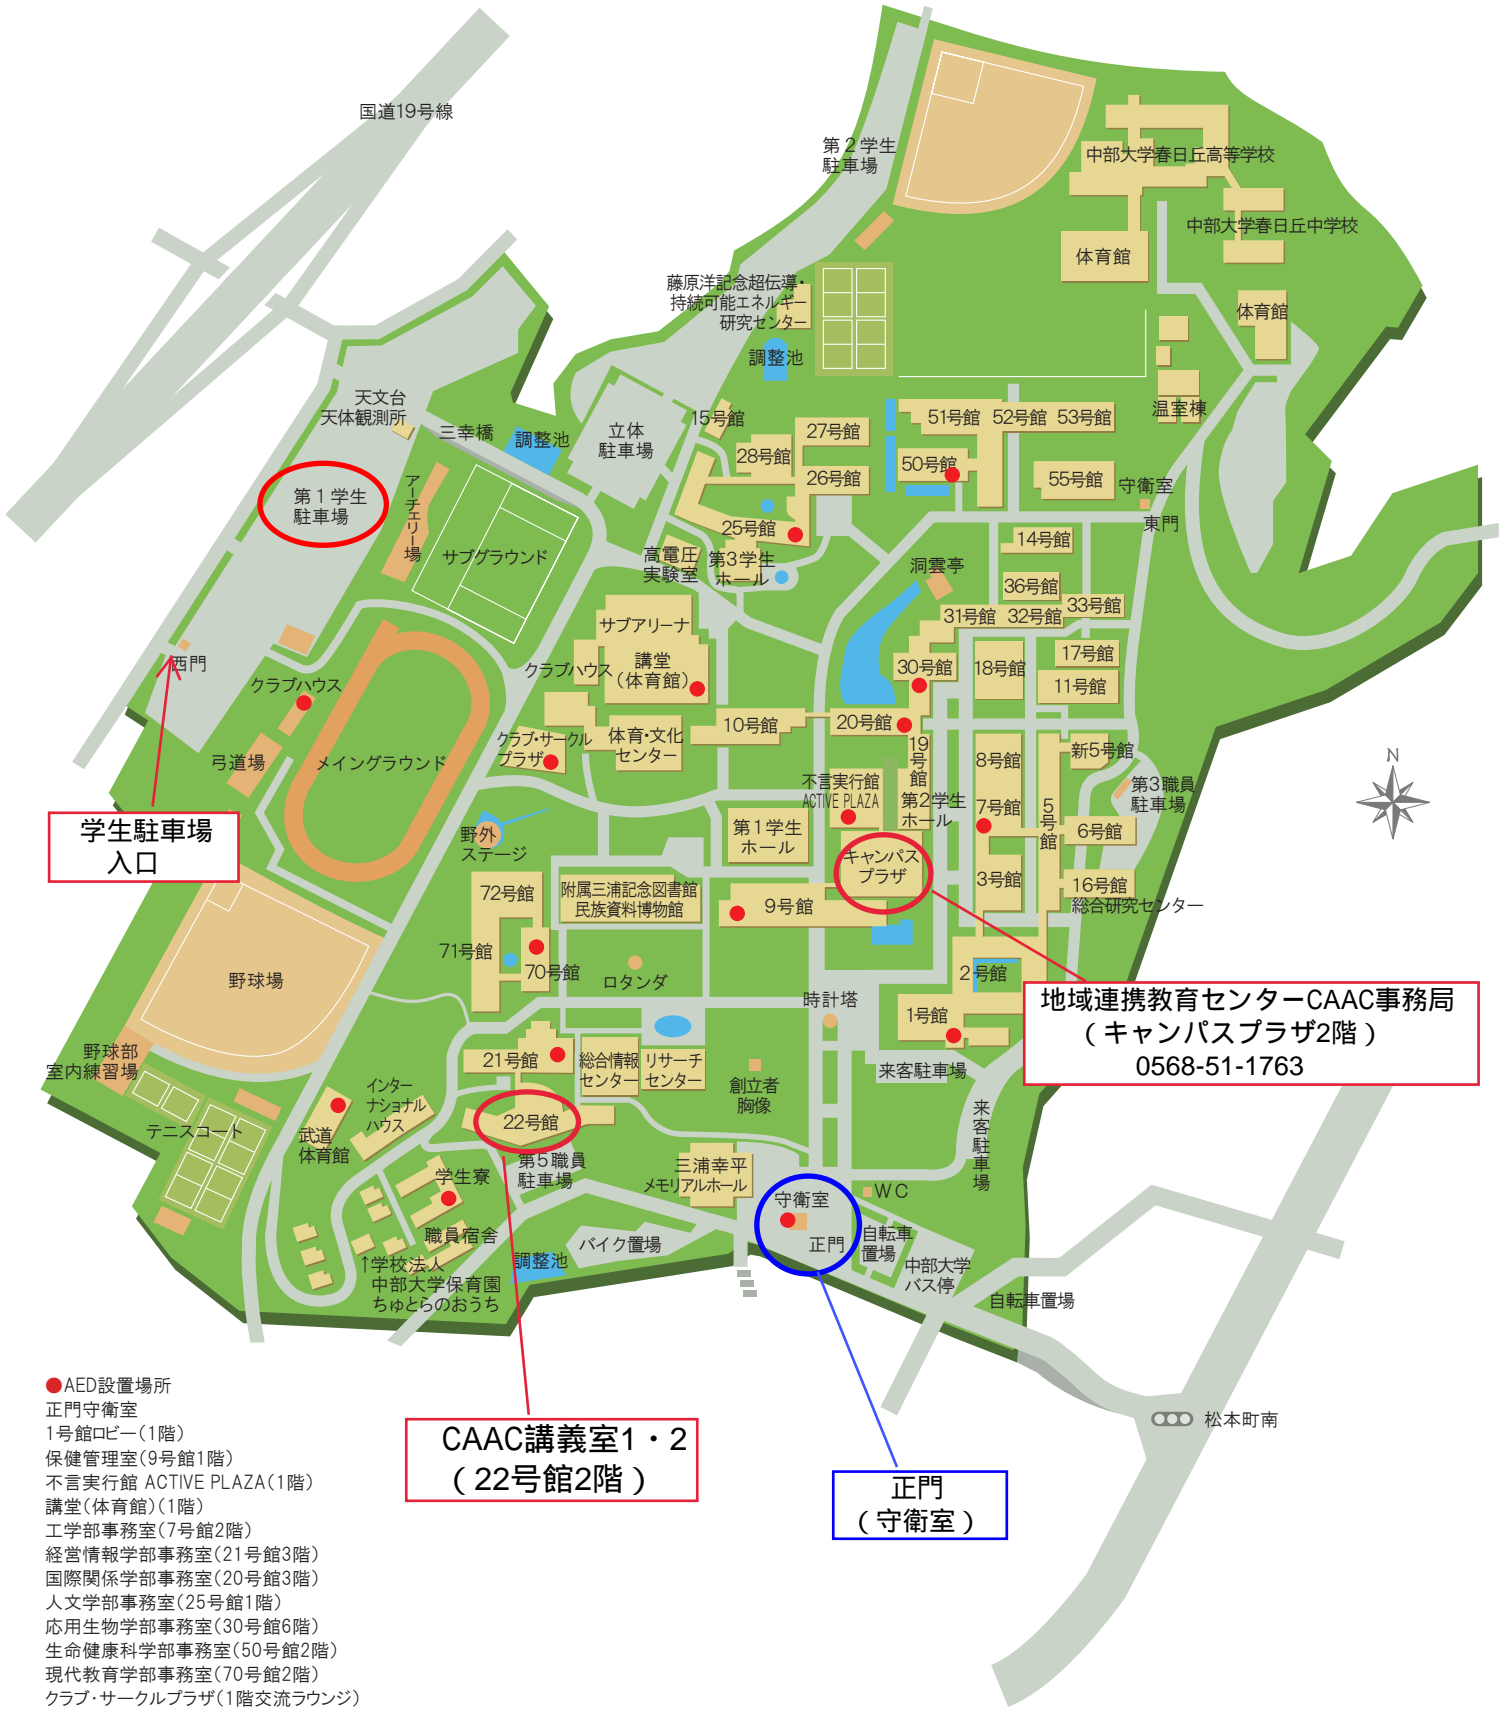 国道19号線
第2学生
駐車場
中部大学春日丘高等学校
中部大学春日丘中学校
体育館
藤原洋記念超伝導・
持続可能エネルギー
研究センター
体育館
調整池
天文台
天体観測所
三幸橋
調整池
立体
駐車場
15号館
27号館
28号館
26号館
51号館
52号館
53号館
温室棟
50号館
55号館
守衛室
東門
第1学生
駐車場
アーチェリー場
サブグラウンド
25号館
高電圧
実験室
第3学生
ホール
洞雲亭
14号館
36号館
31号館
32号館
33号館
サブアリーナ
クラブハウス
講堂
(体育館)
30号館
18号館
17号館
11号館
西門
クラブハウス
弓道場
メイングラウンド
クラブ・サークル
プラザ
体育・文化
センター
10号館
20号館
19号館
8号館
新5号館
N
第3職員
駐車場
不言実行館
ACTIVE PLAZA
第2学生
ホール
7号館
5号館
6号館
学生駐車場
入口
野外
ステージ
第1学生
ホール
キャンパス
プラザ
3号館
16号館
総合研究センター
72号館
附属三浦記念図書館
民族資料博物館
9号館
71号館
70号館
ロタンダ
2号館
野球場
時計塔
1号館
地域連携教育センターCAAC事務局
(キャンパスプラザ2階)
0568-51-1763
野球部
室内練習場
21号館
総合情報
センター
リサーチ
センター
創立者
胸像
来客駐車場
来客駐車場
テニスコート
武道
体育館
インター
ナショナル
ハウス
22号館
第5職員
駐車場
学生寮
三浦幸平
メモリアルホール
WC
守衛室
正門
自転車
置場
職員宿舎
バイク置場
調整池
↑学校法人
中部大学保育園
ちゅとらのおうち
中部大学
バス停
自転車置場
松本町南
CAAC講義室1・2
(22号館2階)
正門
(守衛室)
●AED設置場所
正門守衛室
1号館ロビー(1階)
保健管理室(9号館1階)
不言実行館 ACTIVE PLAZA(1階)
講堂(体育館)(1階)
工学部事務室(7号館2階)
経営情報学部事務室(21号館3階)
国際関係学部事務室(20号館3階)
人文学部事務室(25号館1階)
応用生物学部事務室(30号館6階)
生命健康科学部事務室(50号館2階)
現代教育学部事務室(70号館2階)
クラブ・サークルプラザ(1階交流ラウンジ)